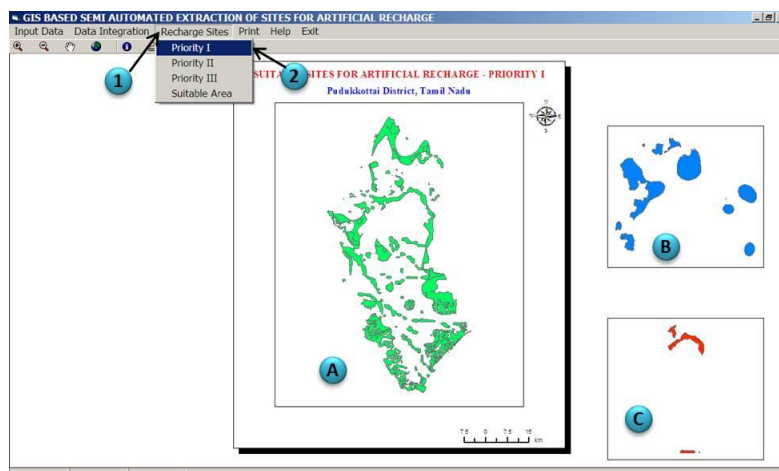 GIS BASED SEMI AUTOMATED EXTRACTION OF SITES FOR ARTIFICIAL RECHARGE
Input Data Data Integration Recharge Sites Print Help Exit
Priority I
Priority II
Priority III
Suitable Area
1
2
SUITA SITES FOR ARTIFICIAL RECHARGE - PRIORITY I
Pudukkottai District, Tamil Nadu
N
S
A
B
C
7.5 0 7.5 15
km